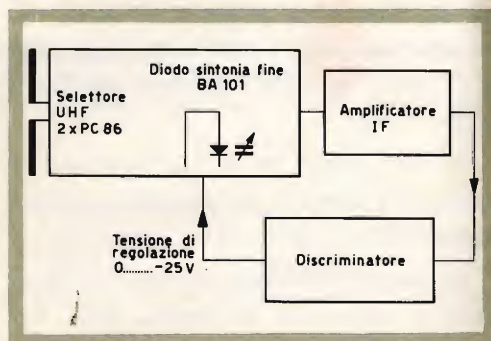 Diodo sintonia fine
BA 101
Selettore
UHF
2 x PC 86
Amplificatore
IF
Tensione di
regolazione
0..........-25 V
Discriminatore